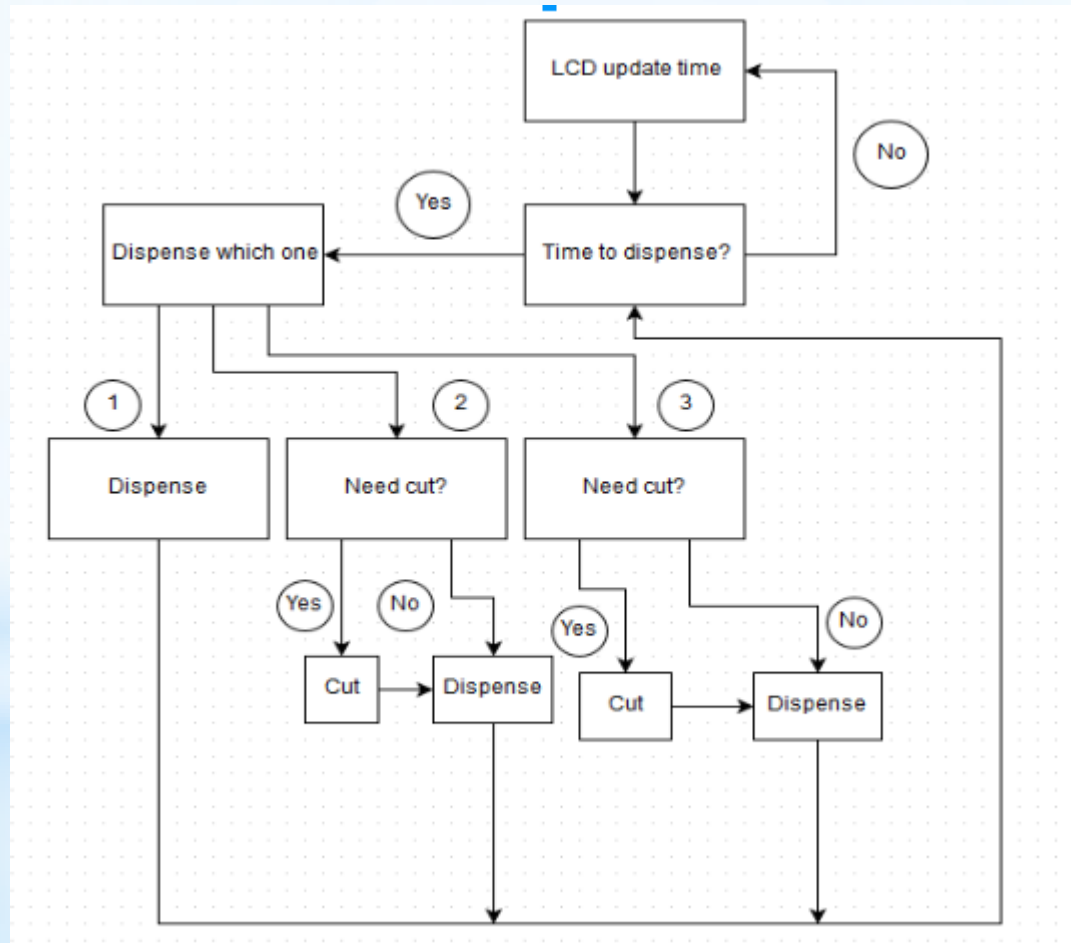 LCD update time
No
Yes
Dispense which one
Time to dispense?
1
2
3
Dispense
Need cut?
Need cut?
Yes
No
Yes
No
Cut
Dispense
Cut
Dispense